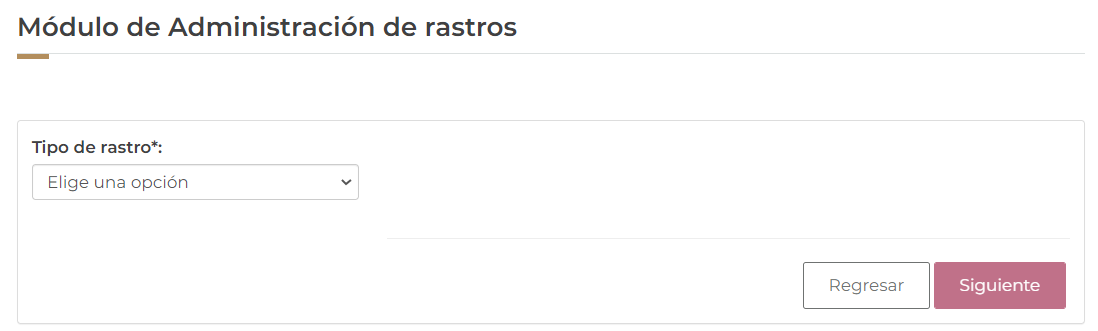 Módulo de Administración de rastros
Tipo de rastro*:
Elige una opción
Regresar
Siguiente